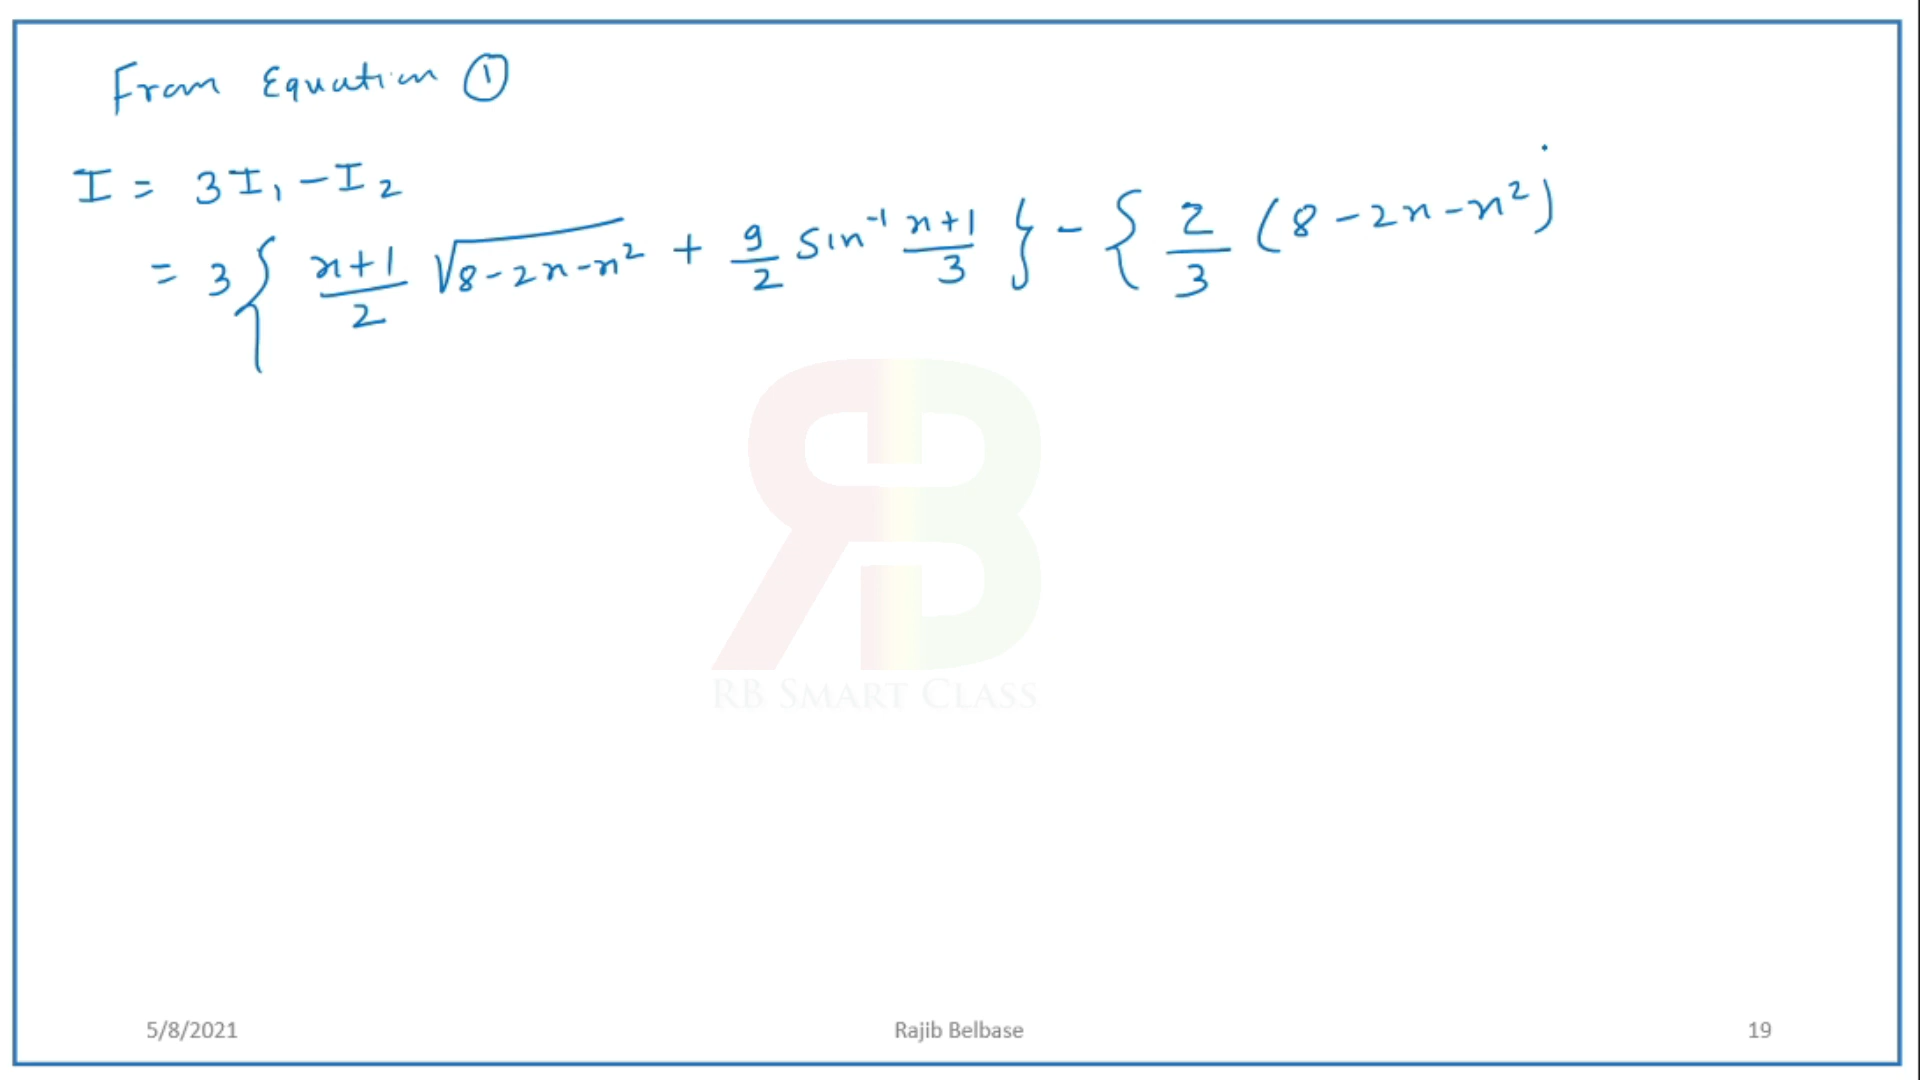 From Equation ①
I = 3I₁ - I₂
= 3{ x+1/2 √8-2x-x² + 9/2 sin⁻¹ x+1/3 } - { 2/3 (8-2x-x²)
RB SMART CLASS
5/8/2021 Rajib Belbase 19